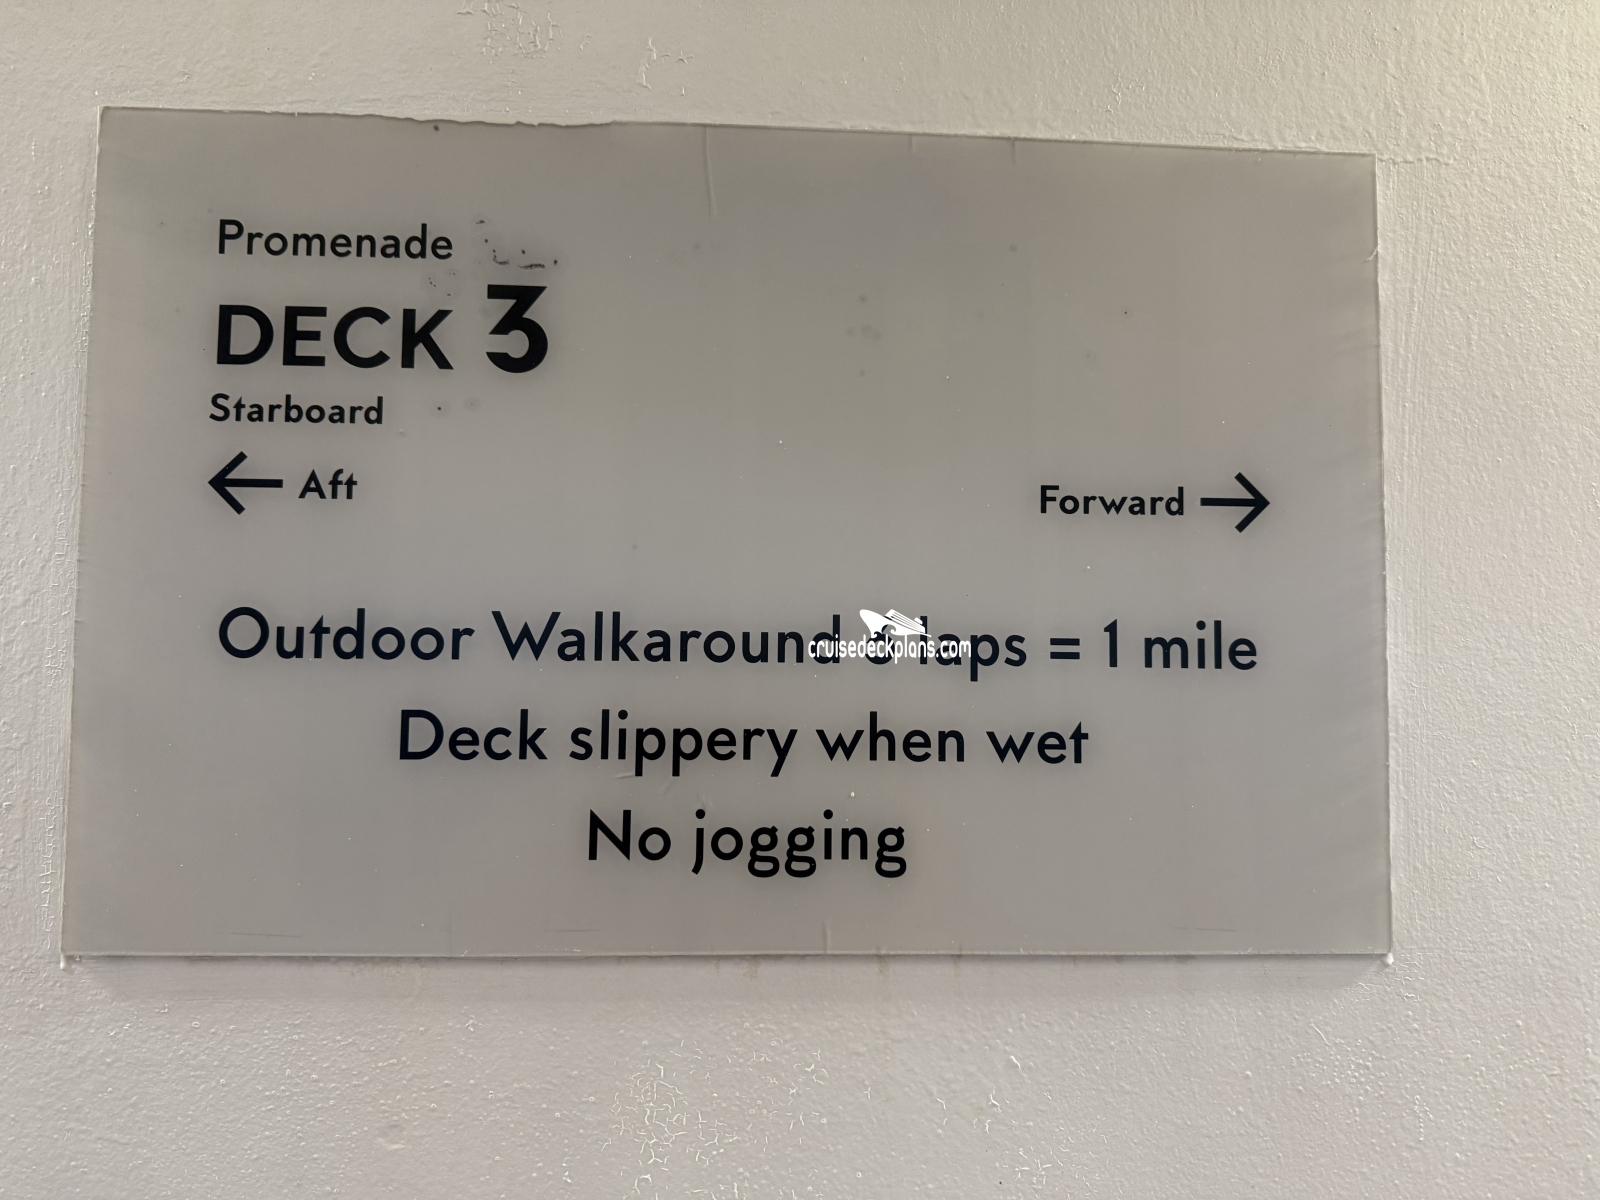 Promenade
DECK 3
Starboard
← Aft
Forward →
Outdoor Walkaround laps = 1 mile
cruisedeckplans.com
Deck slippery when wet
No jogging